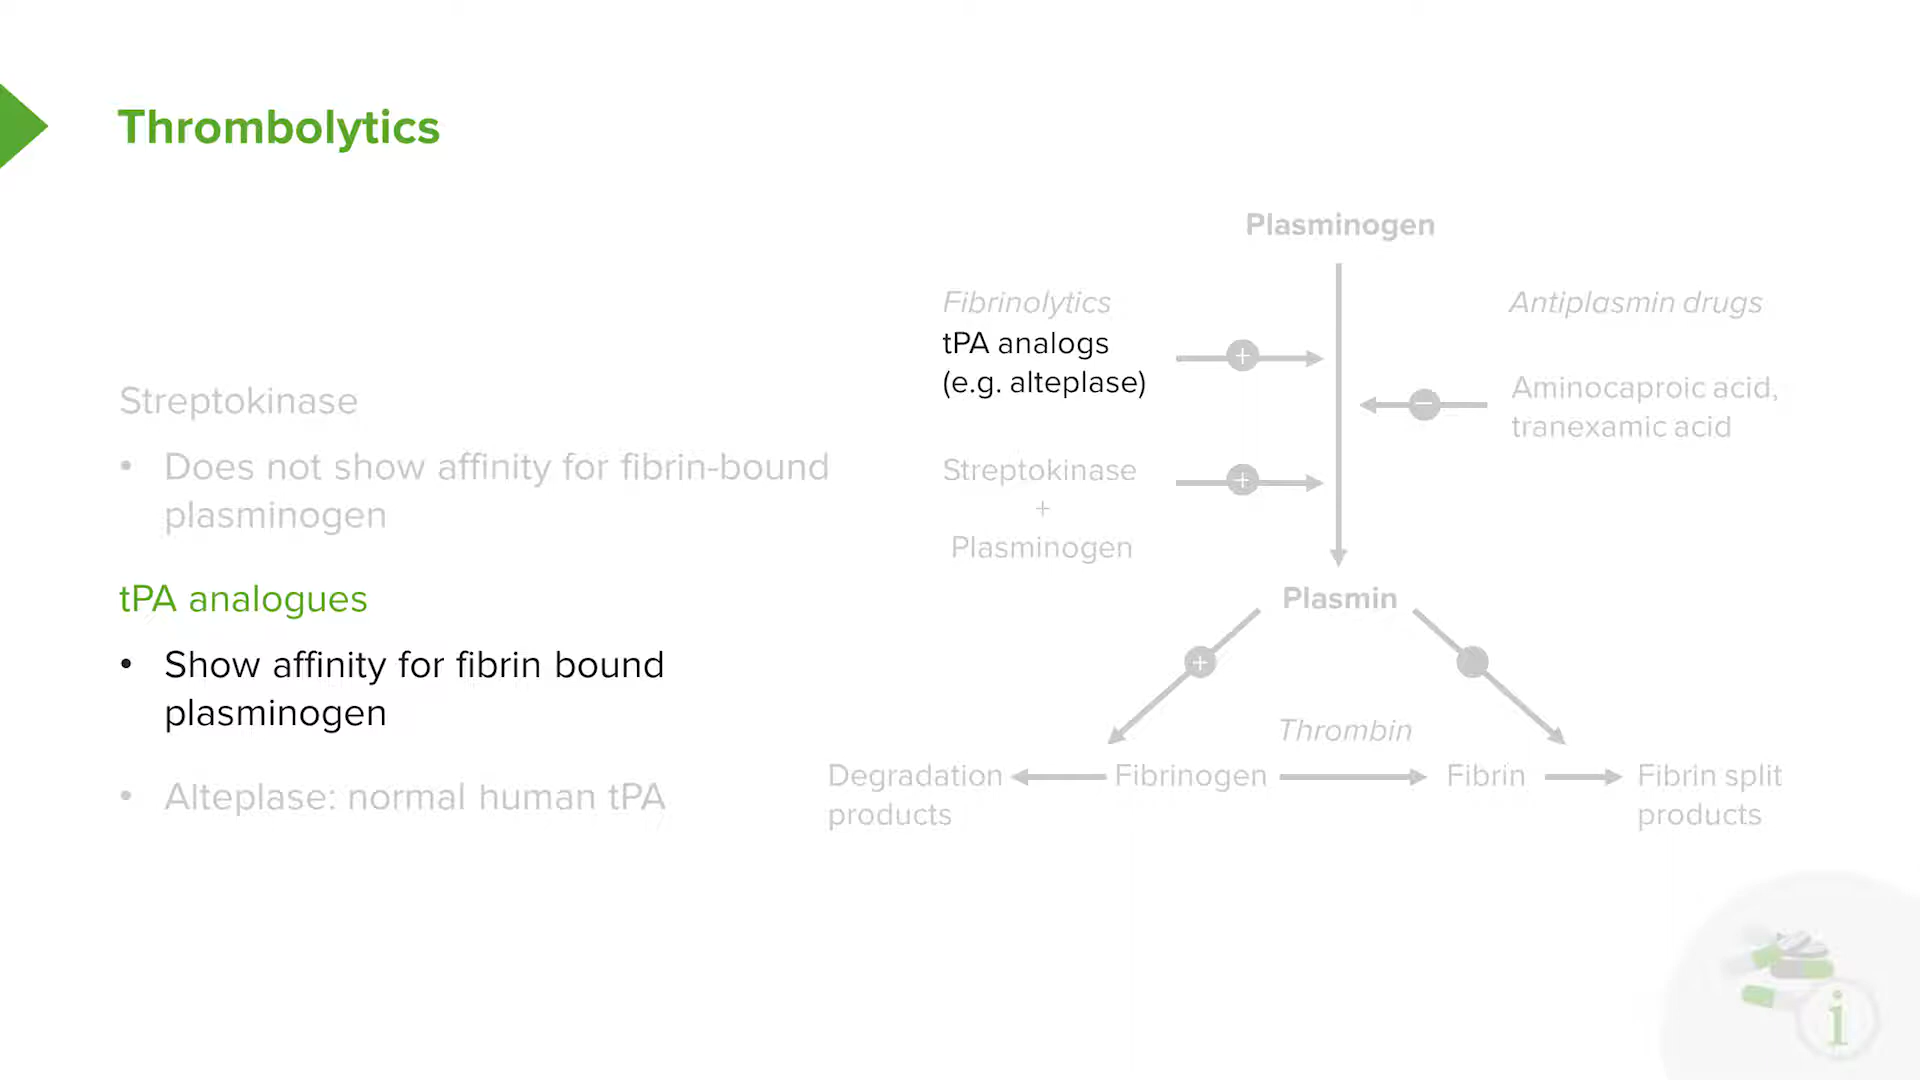 Thrombolytics
Streptokinase
• Does not show affinity for fibrin-bound
plasminogen
tPA analogues
• Show affinity for fibrin bound
plasminogen
• Alteplase: normal human tPA
Plasminogen
Fibrinolytics
tPA analogs
(e.g. alteplase)
+
Antiplasmin drugs
−
Aminocaproic acid,
tranexamic acid
Streptokinase
+
Plasminogen
+
Plasmin
+
Thrombin
Degradation
products
Fibrinogen
Fibrin
Fibrin split
products
i